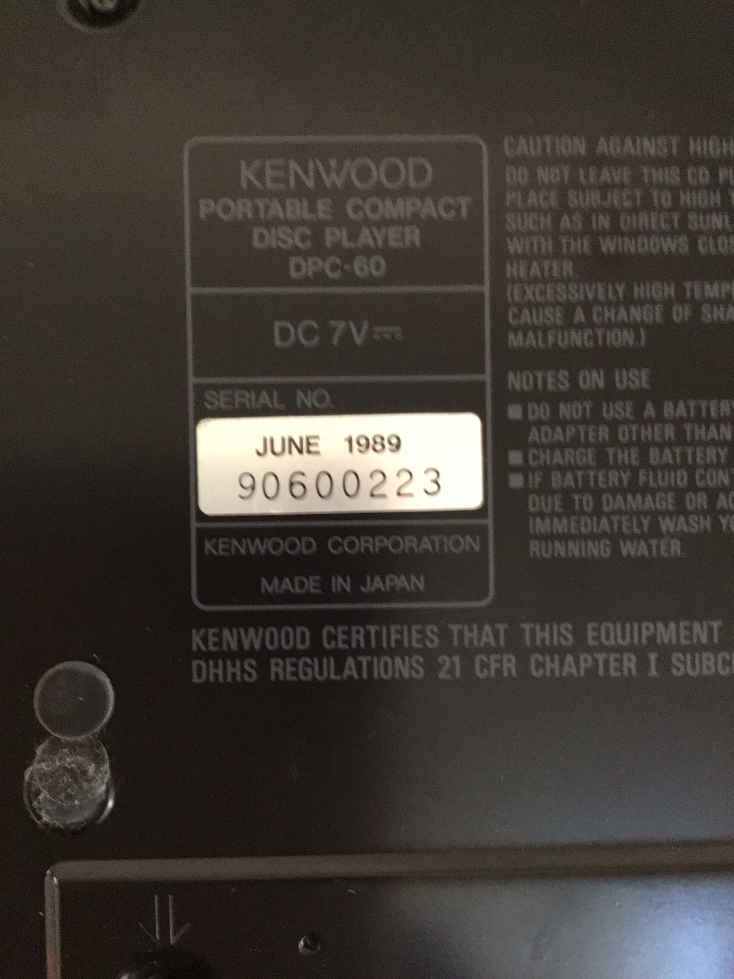 KENWOOD
PORTABLE COMPACT
DISC PLAYER
DPC-60
DC 7V
SERIAL NO.
JUNE 1989
90600223
KENWOOD CORPORATION
MADE IN JAPAN
CAUTION AGAINST HIGH
DO NOT LEAVE THIS CD
PLACE SUBJECT TO HIGH
SUCH AS IN DIRECT
WITH THE WINDOWS
HEATER.
(EXCESSIVELY HIGH
CAUSE A CHANGE OF
MALFUNCTION.)
NOTES ON USE
■ DO NOT USE A BATTERY
ADAPTER OTHER THAN
■ CHARGE THE BATTERY
■ IF BATTERY FLUID
DUE TO DAMAGE OR
IMMEDIATELY WASH
RUNNING WATER.
KENWOOD CERTIFIES THAT THIS EQUIPMENT
DHHS REGULATIONS 21 CFR CHAPTER I